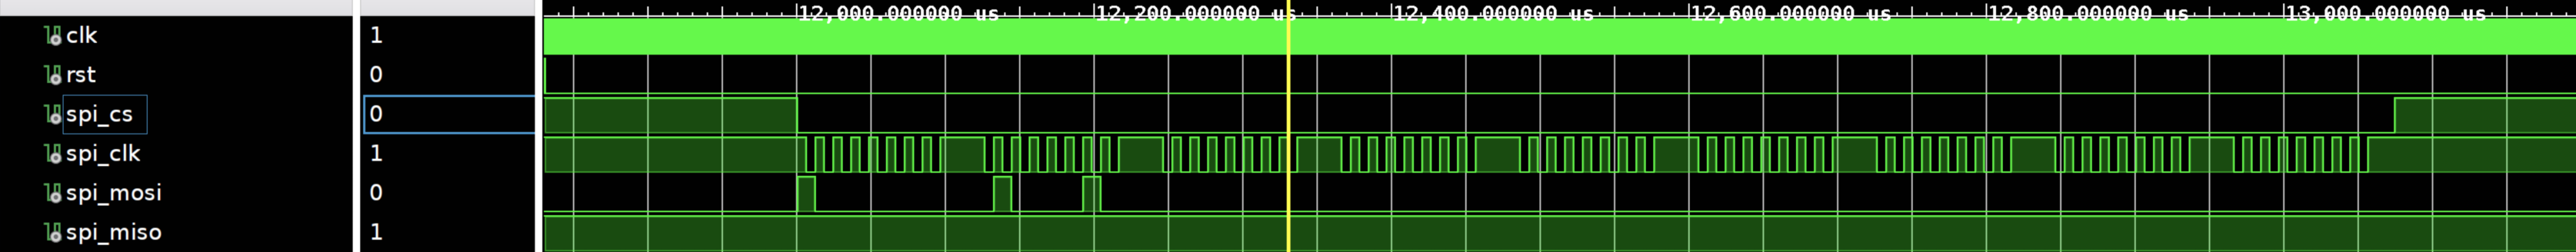 12,000.000000 us 12,200.000000 us 12,400.000000 us 12,600.000000 us 12,800.000000 us 13,000.000000 us
clk 1
rst 0
spi_cs 0
spi_clk 1
spi_mosi 0
spi_miso 1